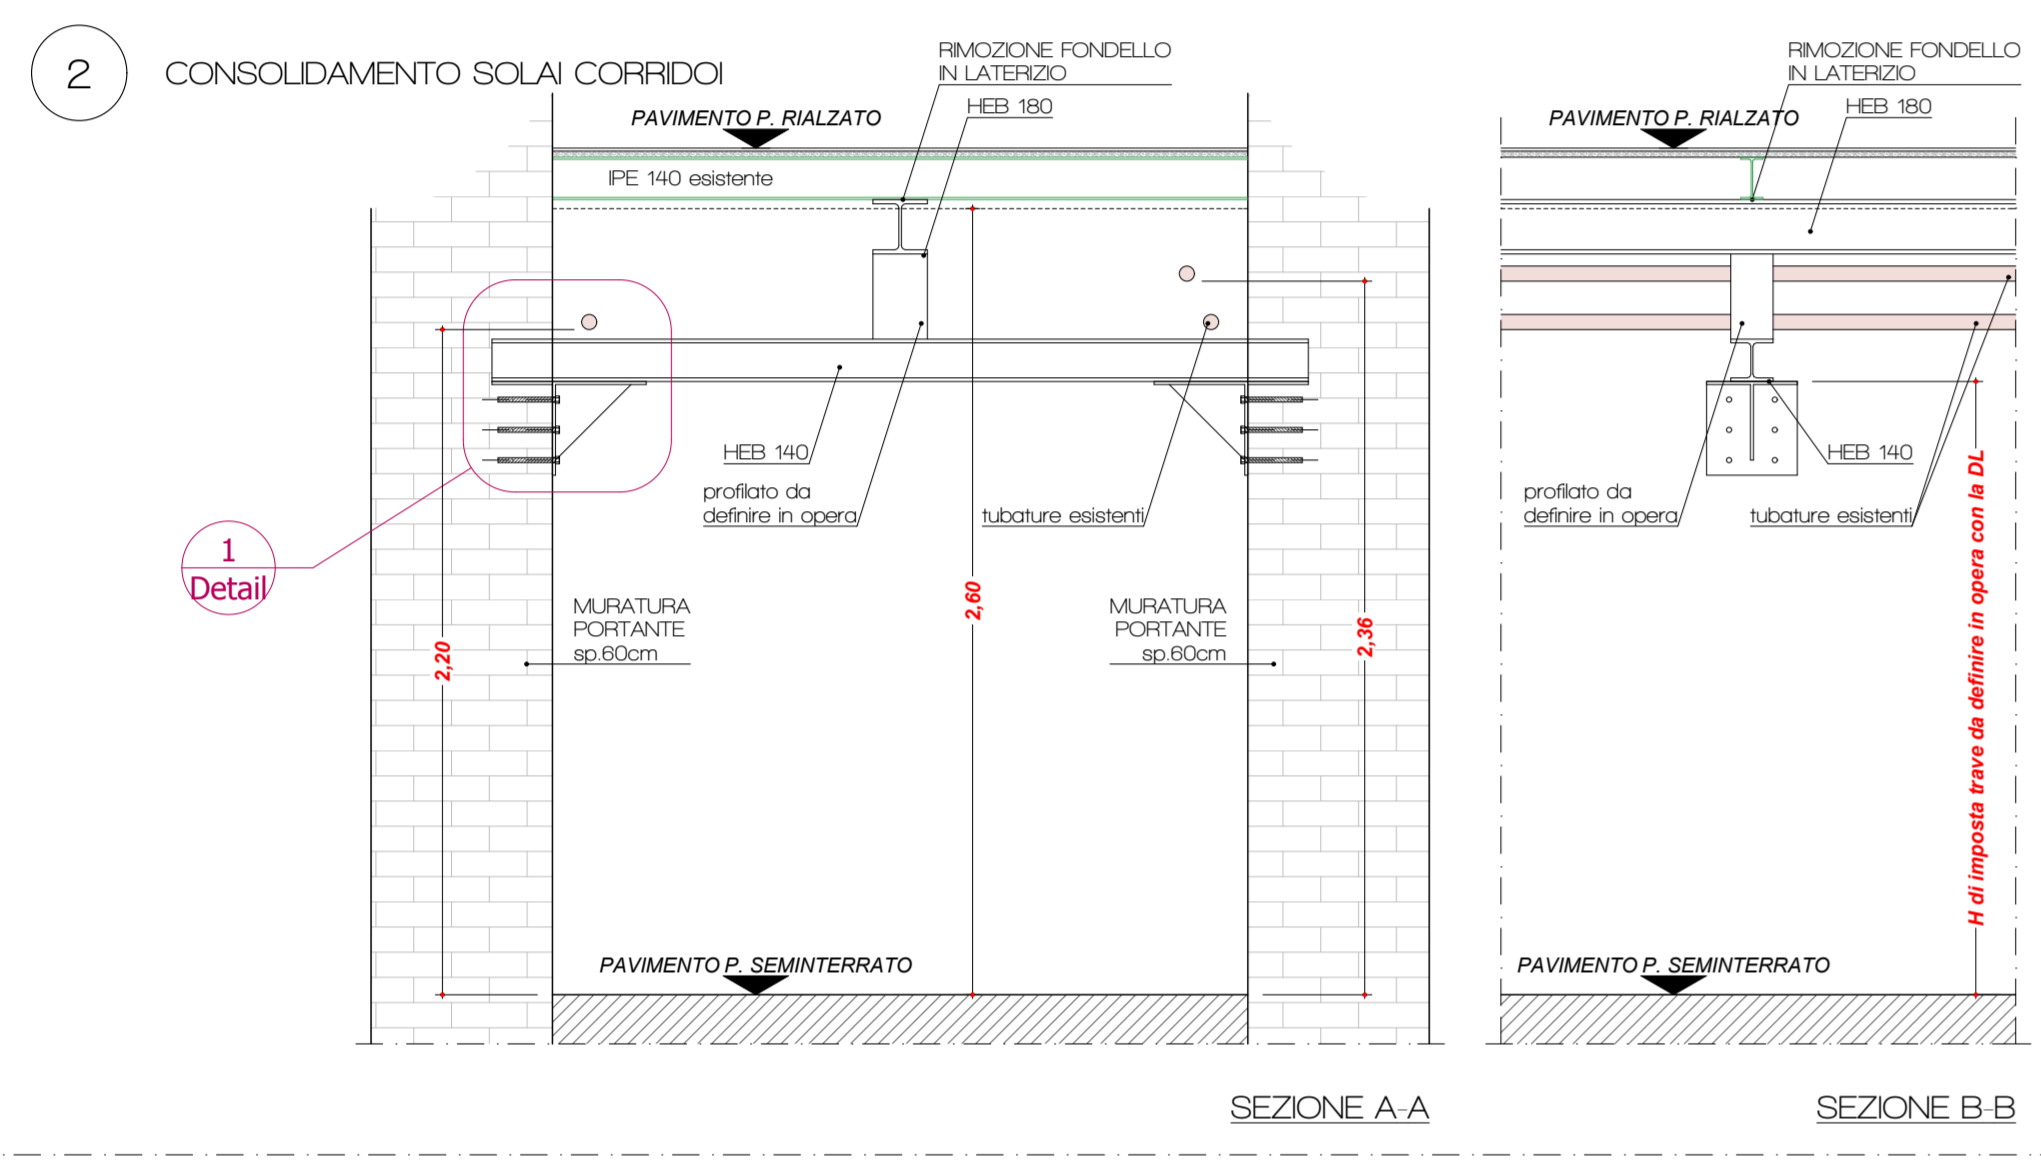 2
CONSOLIDAMENTO SOLAI CORRIDOI
RIMOZIONE FONDELLO
IN LATERIZIO
HEB 180
PAVIMENTO P. RIALZATO
IPE 140 esistente
HEB 140
profilato da
definire in opera
tubature esistenti
1
Detail
MURATURA
PORTANTE
sp.60cm
2,20
2,60
MURATURA
PORTANTE
sp.60cm
2,36
PAVIMENTO P. SEMINTERRATO
SEZIONE A-A
RIMOZIONE FONDELLO
IN LATERIZIO
HEB 180
PAVIMENTO P. RIALZATO
HEB 140
profilato da
definire in opera
tubature esistenti
H di imposta trave da definire in opera con la DL
PAVIMENTO P. SEMINTERRATO
SEZIONE B-B